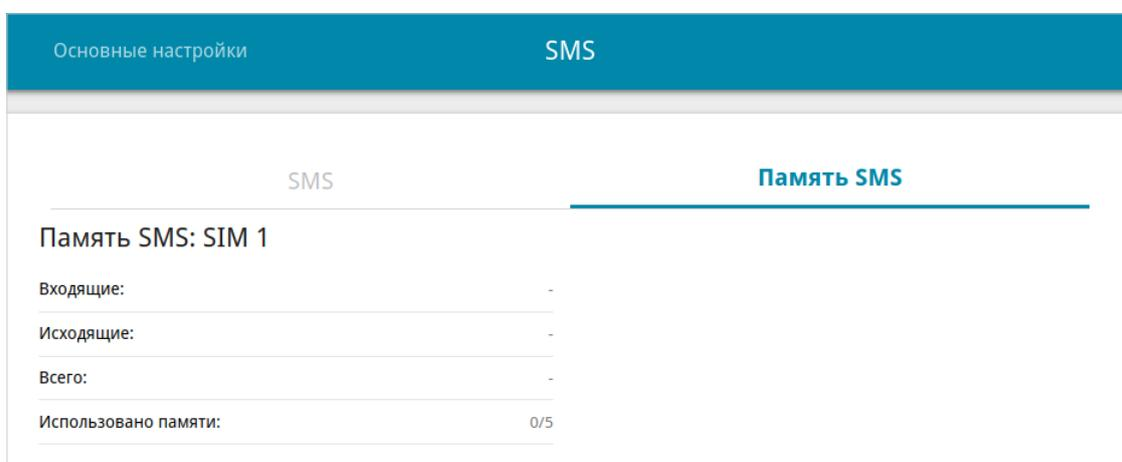 Основные настройки SMS
SMS Память SMS
Память SMS: SIM 1
Входящие: -
Исходящие: -
Всего: -
Использовано памяти: 0/5